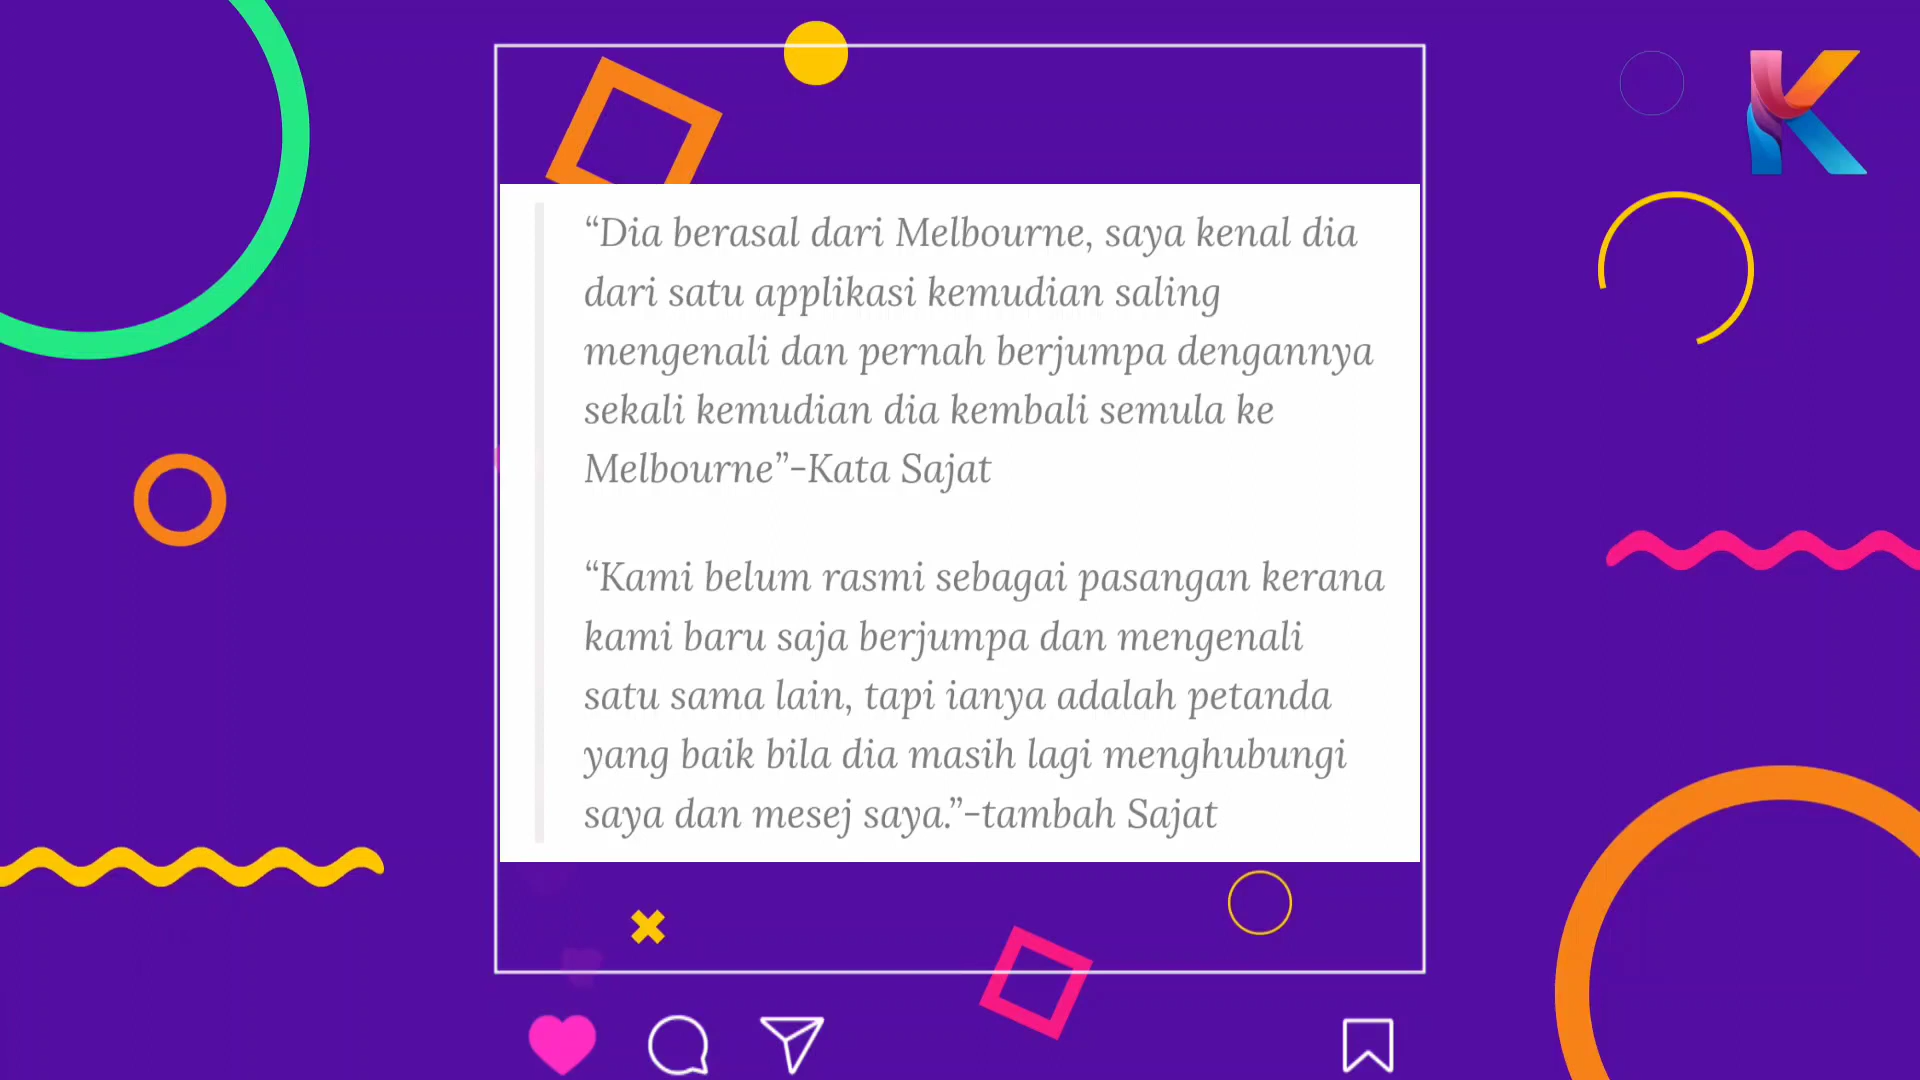 “Dia berasal dari Melbourne, saya kenal dia
dari satu applikasi kemudian saling
mengenali dan pernah berjumpa dengannya
sekali kemudian dia kembali semula ke
Melbourne”-Kata Sajat
“Kami belum rasmi sebagai pasangan kerana
kami baru saja berjumpa dan mengenali
satu sama lain, tapi ianya adalah petanda
yang baik bila dia masih lagi menghubungi
saya dan mesej saya.”-tambah Sajat
K